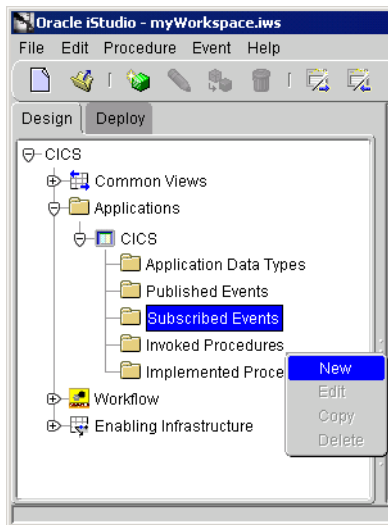 Oracle iStudio - myWorkspace.iws
File Edit Procedure Event Help
Design Deploy
CICS
Common Views
Applications
CICS
Application Data Types
Published Events
Subscribed Events
Invoked Procedures
Implemented Proce
New
Edit
Copy
Delete
Workflow
Enabling Infrastructure